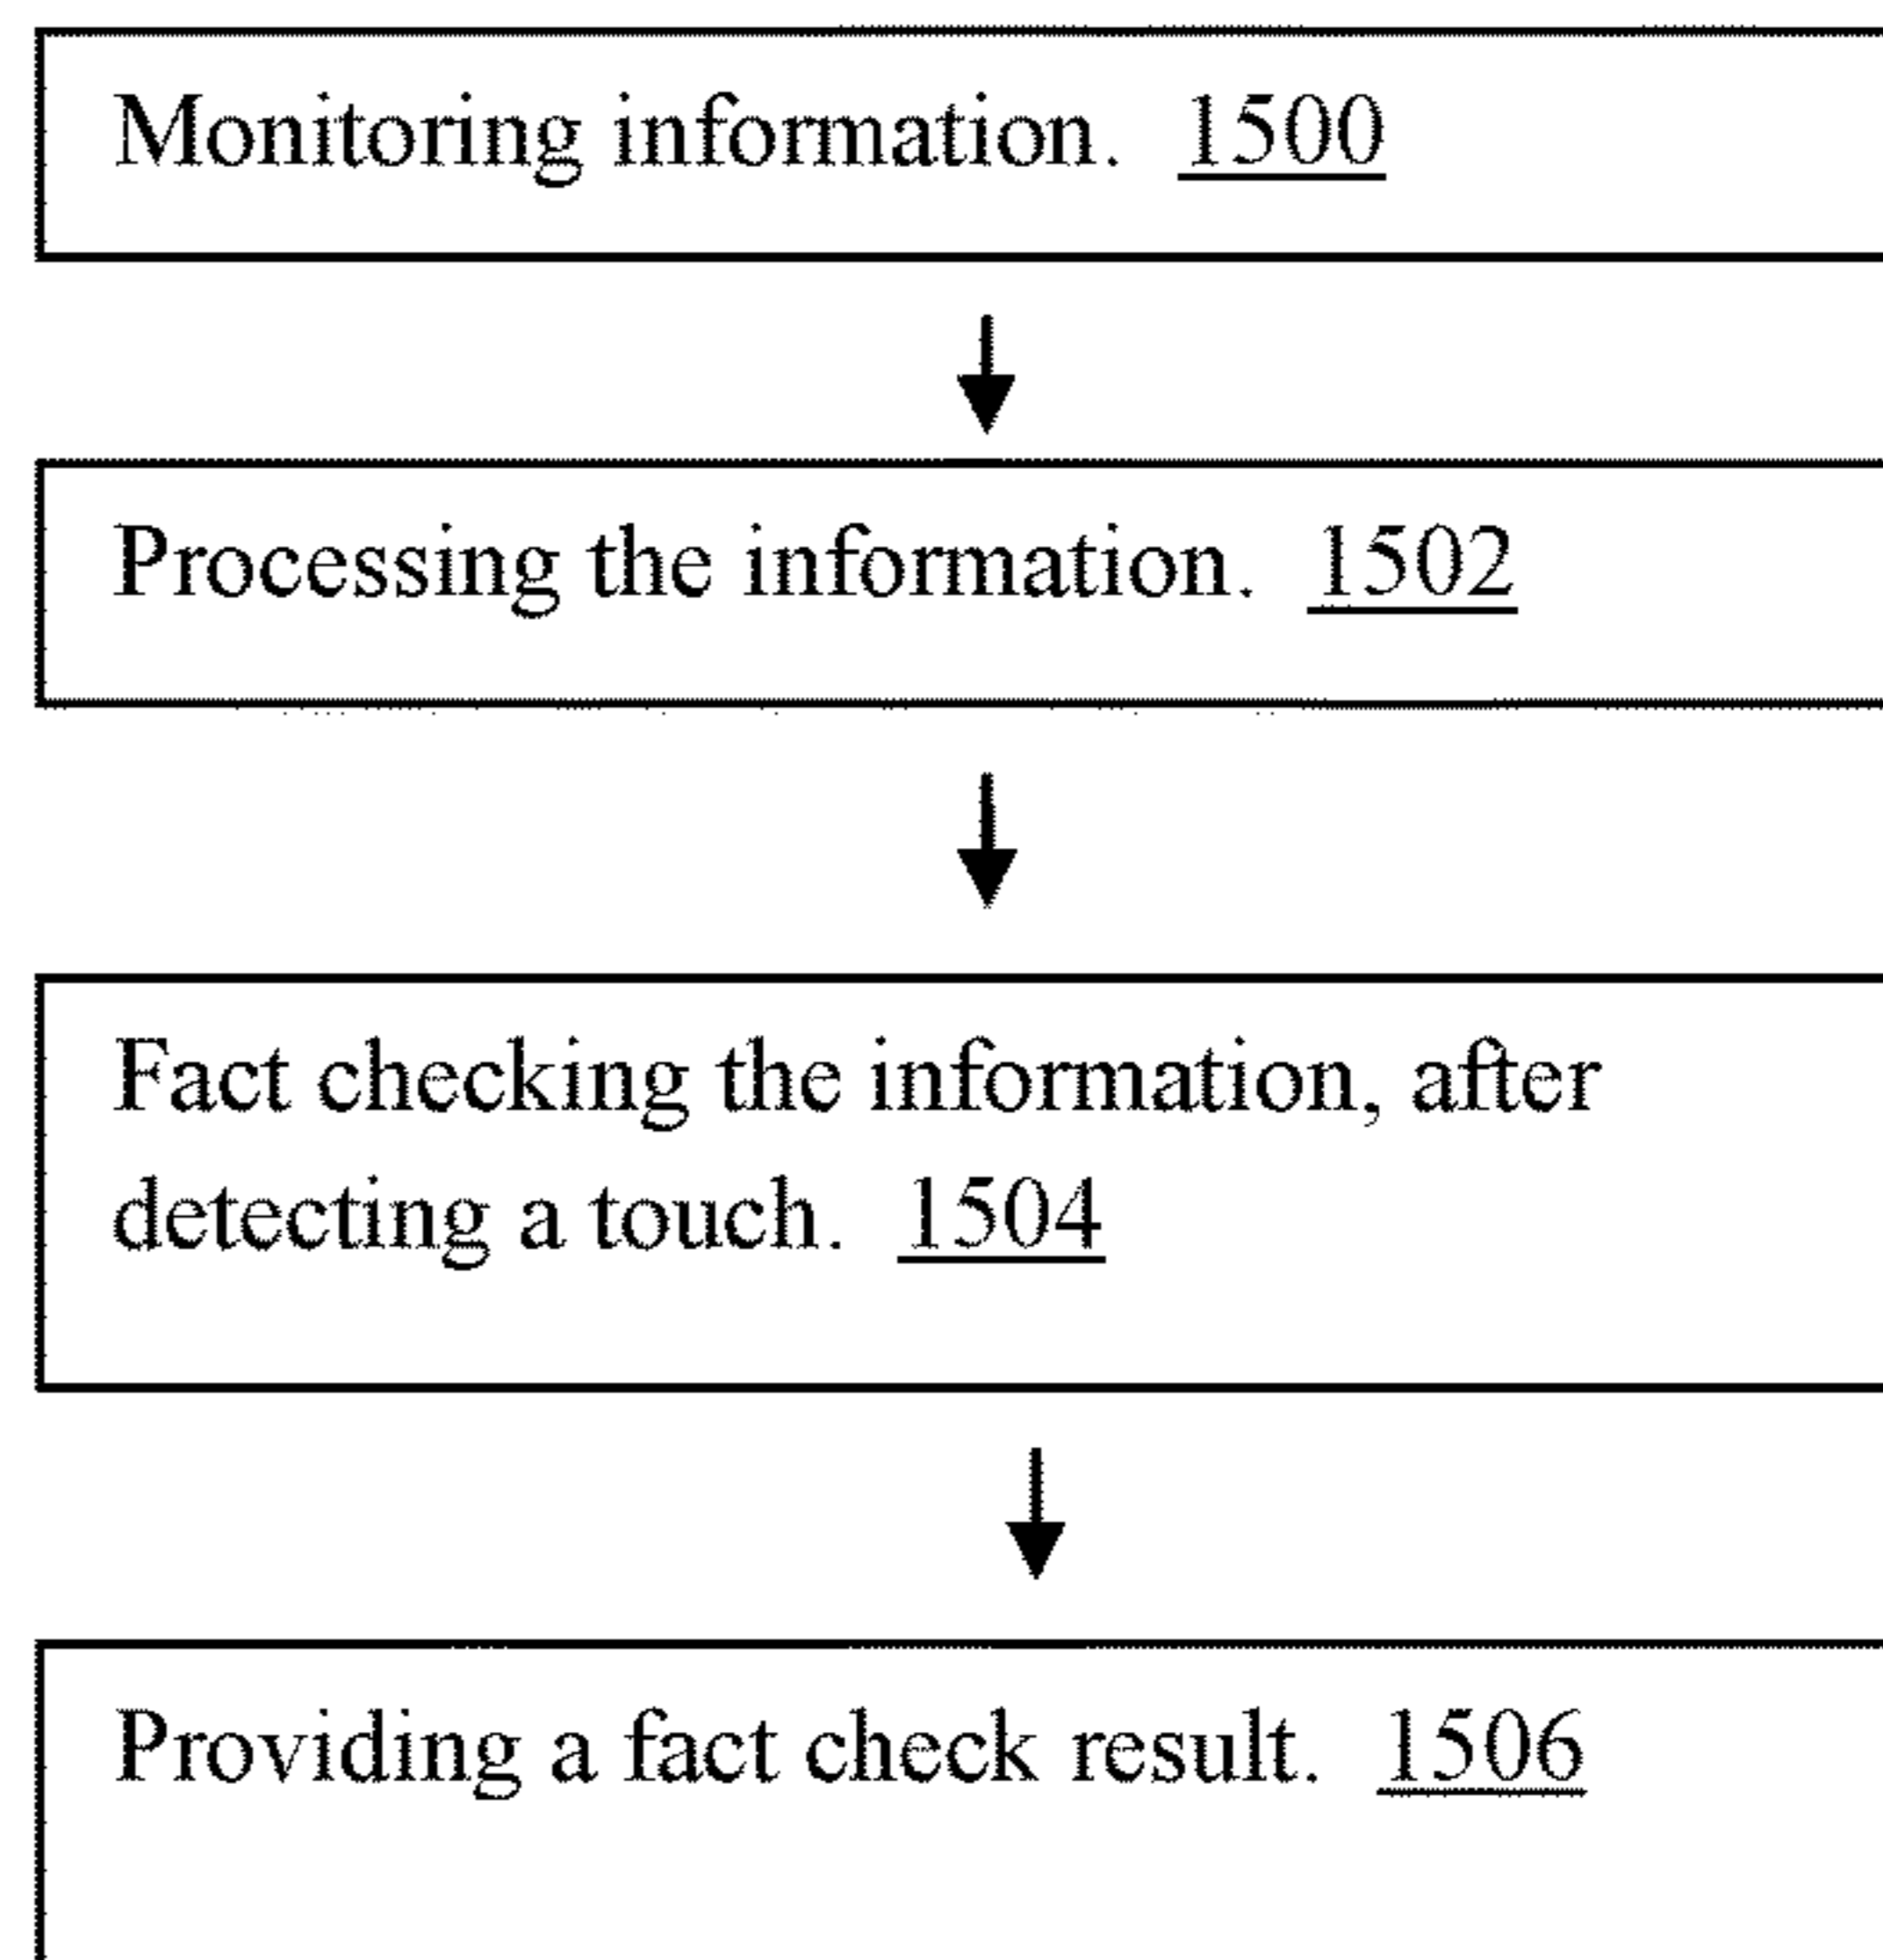 Monitoring information. 1500
Processing the information. 1502
Fact checking the information, after
detecting a touch. 1504
Providing a fact check result. 1506